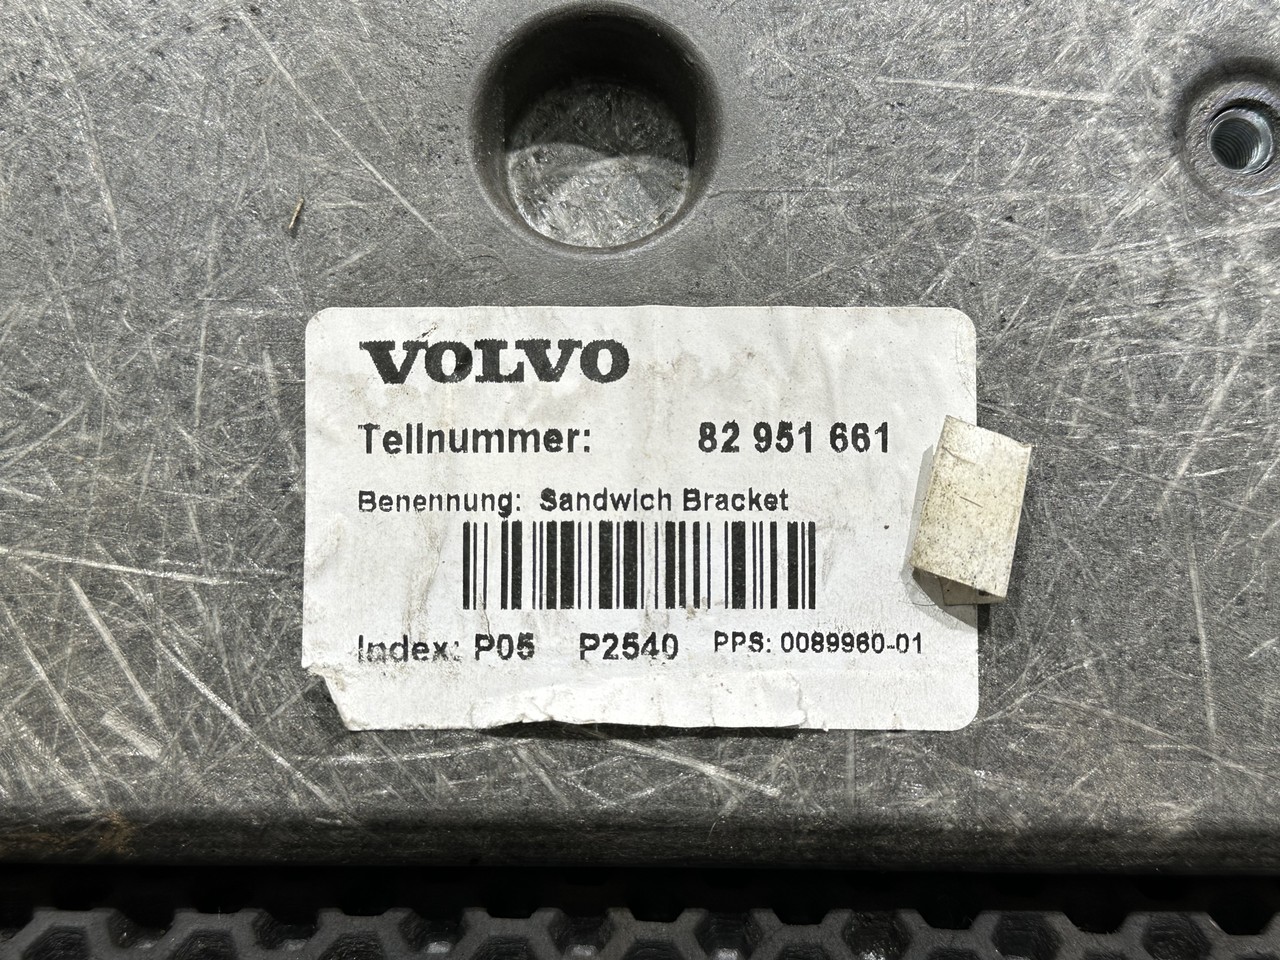 VOLVO
Teilnummer: 82 951 661
Benennung: Sandwich Bracket
Index: P05 P2540 PPS: 0089960-01